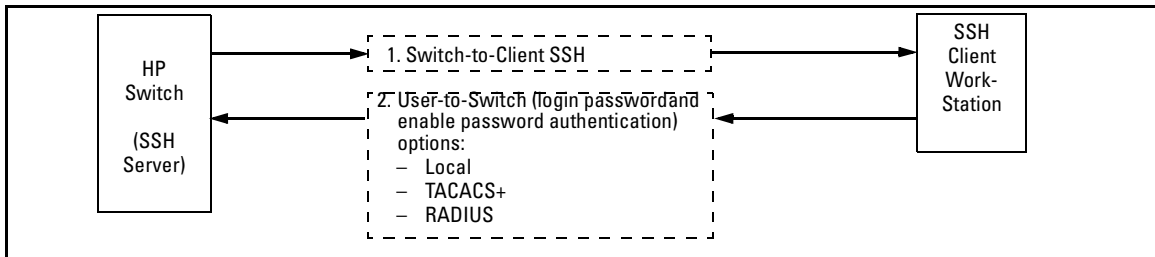 HP
Switch
(SSH
Server)
1. Switch-to-Client SSH
2. User-to-Switch (login passwordand
enable password authentication)
options:
– Local
– TACACS+
– RADIUS
SSH
Client
Work-
Station